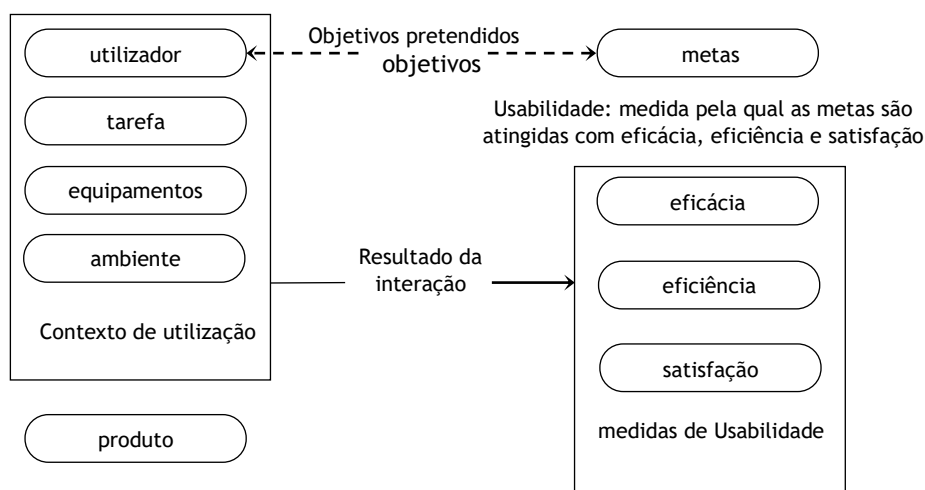 utilizador
Objetivos pretendidos
objetivos
metas
tarefa
Usabilidade: medida pela qual as metas são
atingidas com eficácia, eficiência e satisfação
equipamentos
eficácia
ambiente
Resultado da
interação
eficiência
Contexto de utilização
satisfação
produto
medidas de Usabilidade